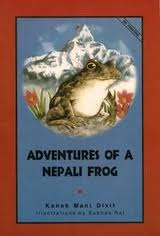 ADVENTURES OF A
NEPALI FROG
Kanak Mani Dixit
Illustrations by Subhas Rai